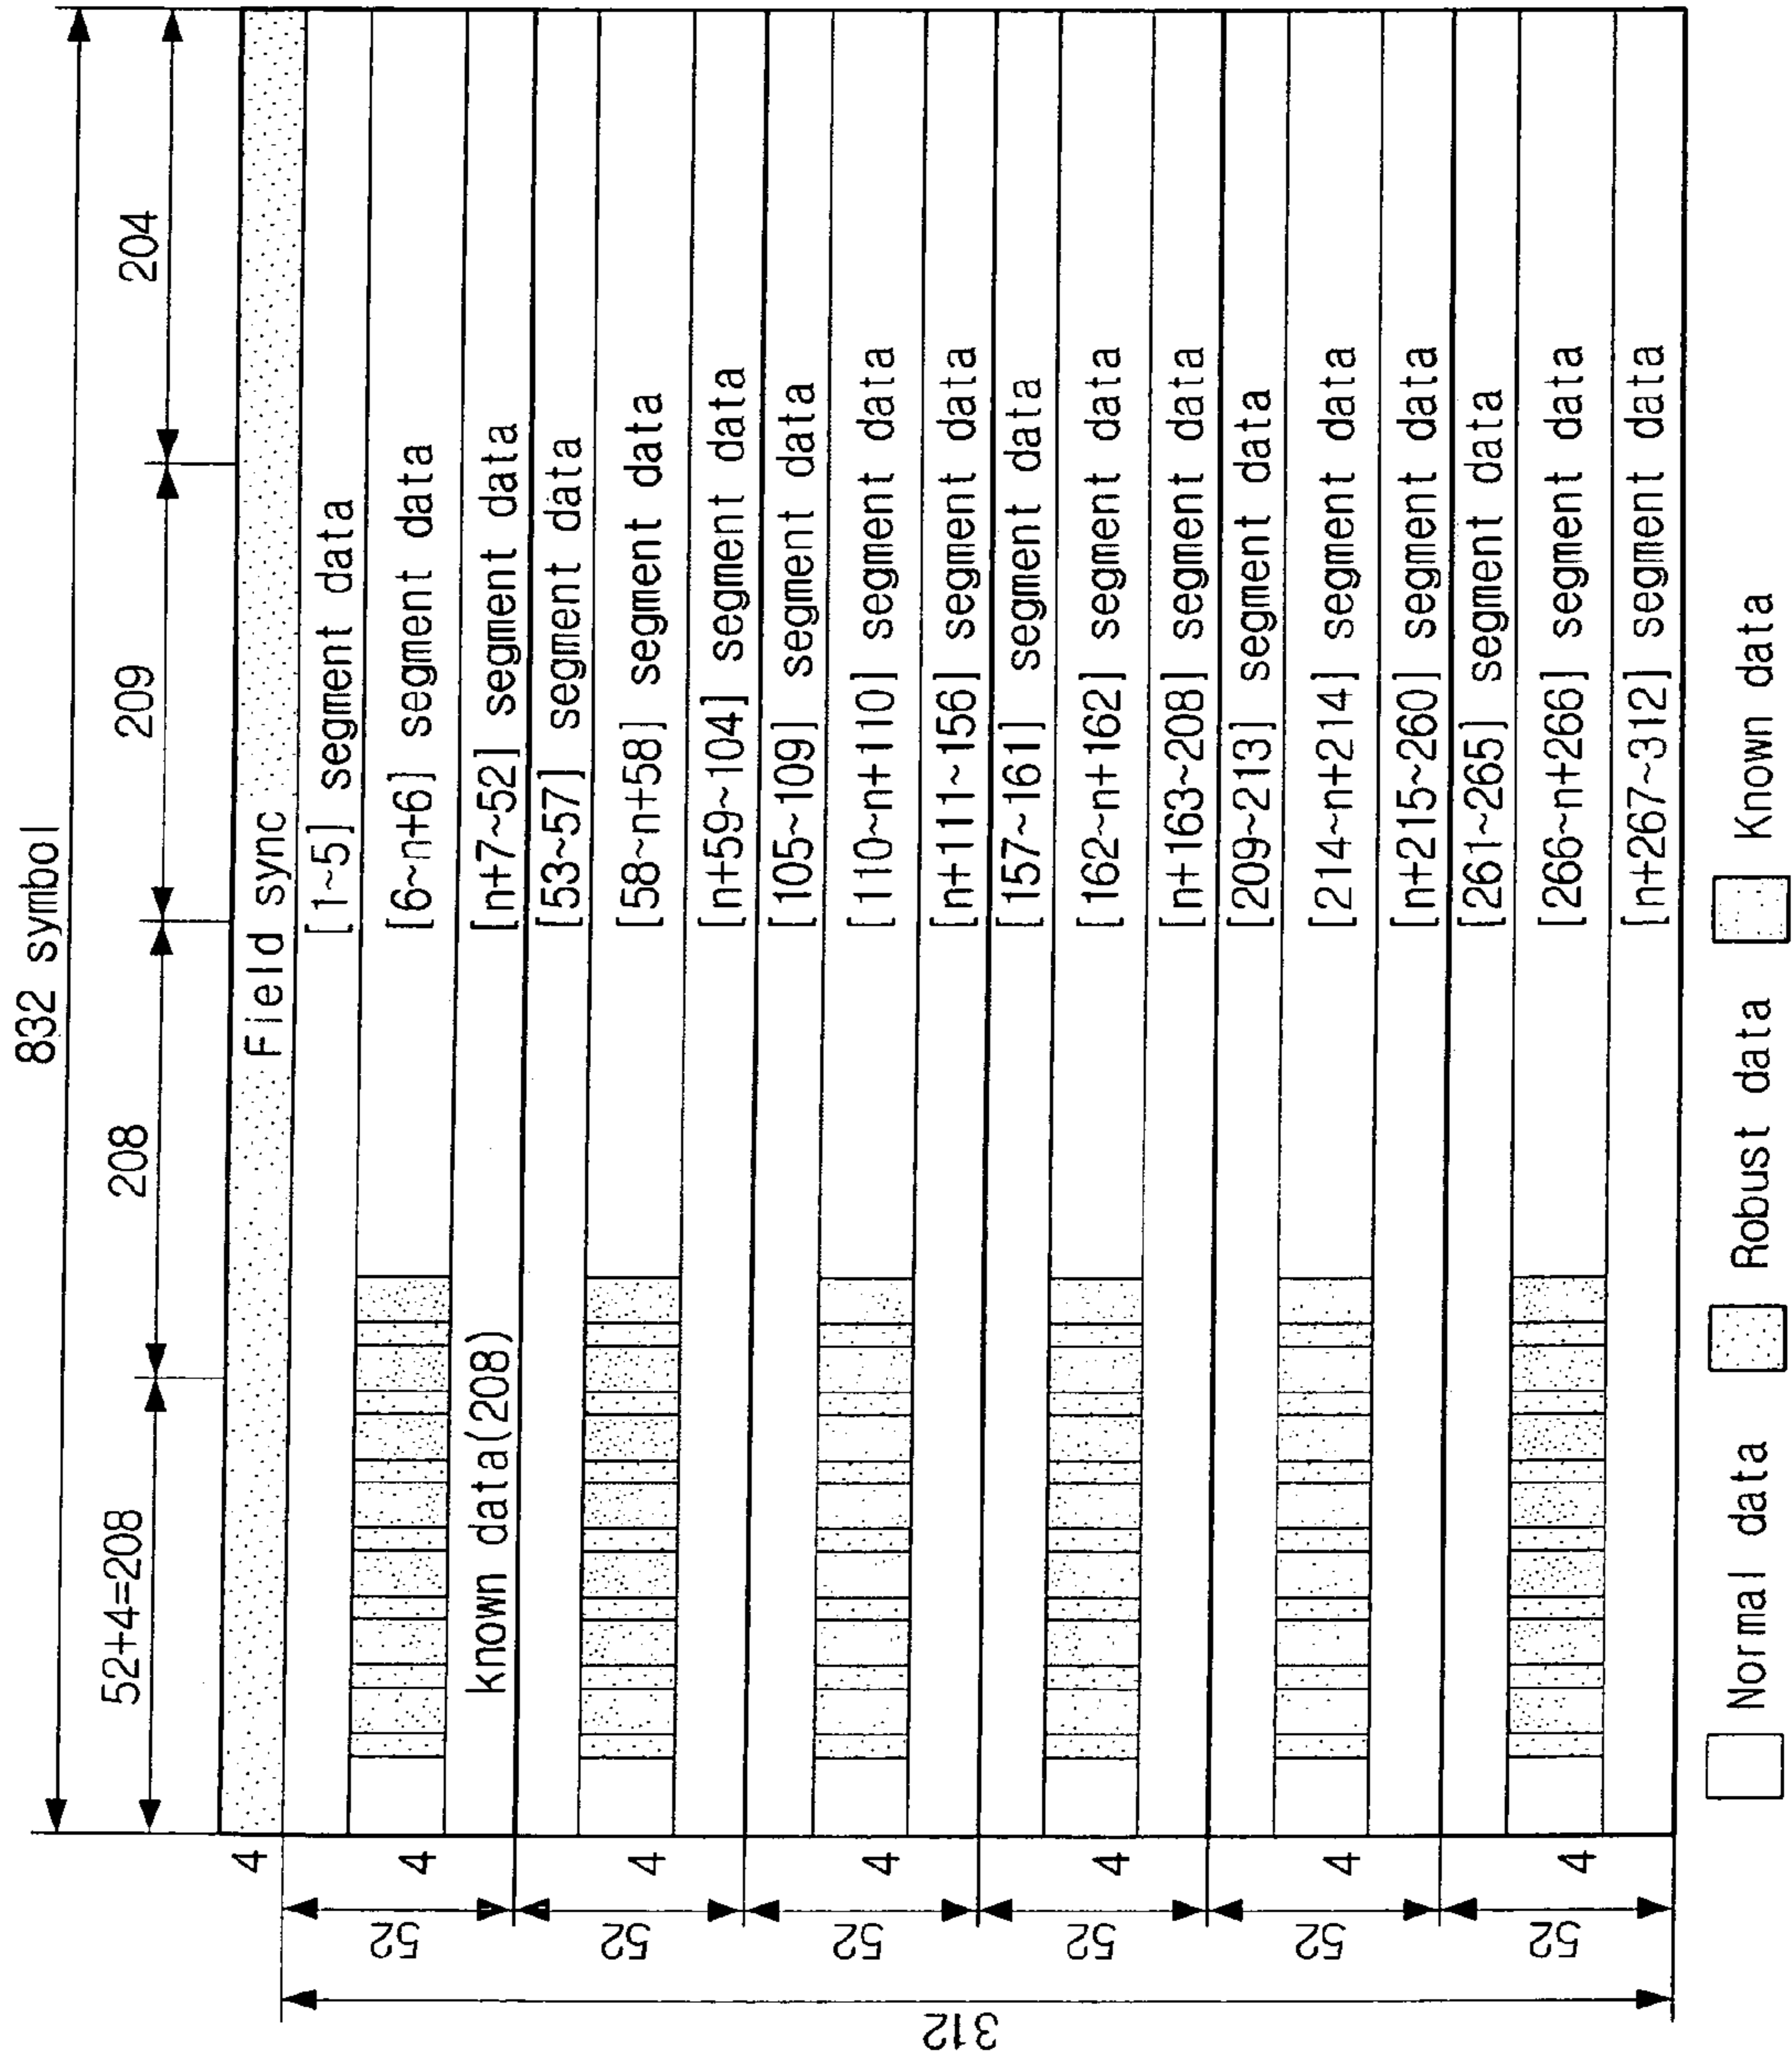 832 symbol
52+4=208
208
209
204
4
Field sync
[1~5] segment data
4
[6~n+6] segment data
52
known data(208)
[n+7~52] segment data
[53~57] segment data
4
[58~n+58] segment data
52
[n+59~104] segment data
[105~109] segment data
4
[110~n+110] segment data
52
[n+111~156] segment data
[157~161] segment data
4
[162~n+162] segment data
52
[n+163~208] segment data
[209~213] segment data
4
[214~n+214] segment data
52
[n+215~260] segment data
[261~265] segment data
4
[266~n+266] segment data
52
[n+267~312] segment data
312
Normal data
Robust data
Known data